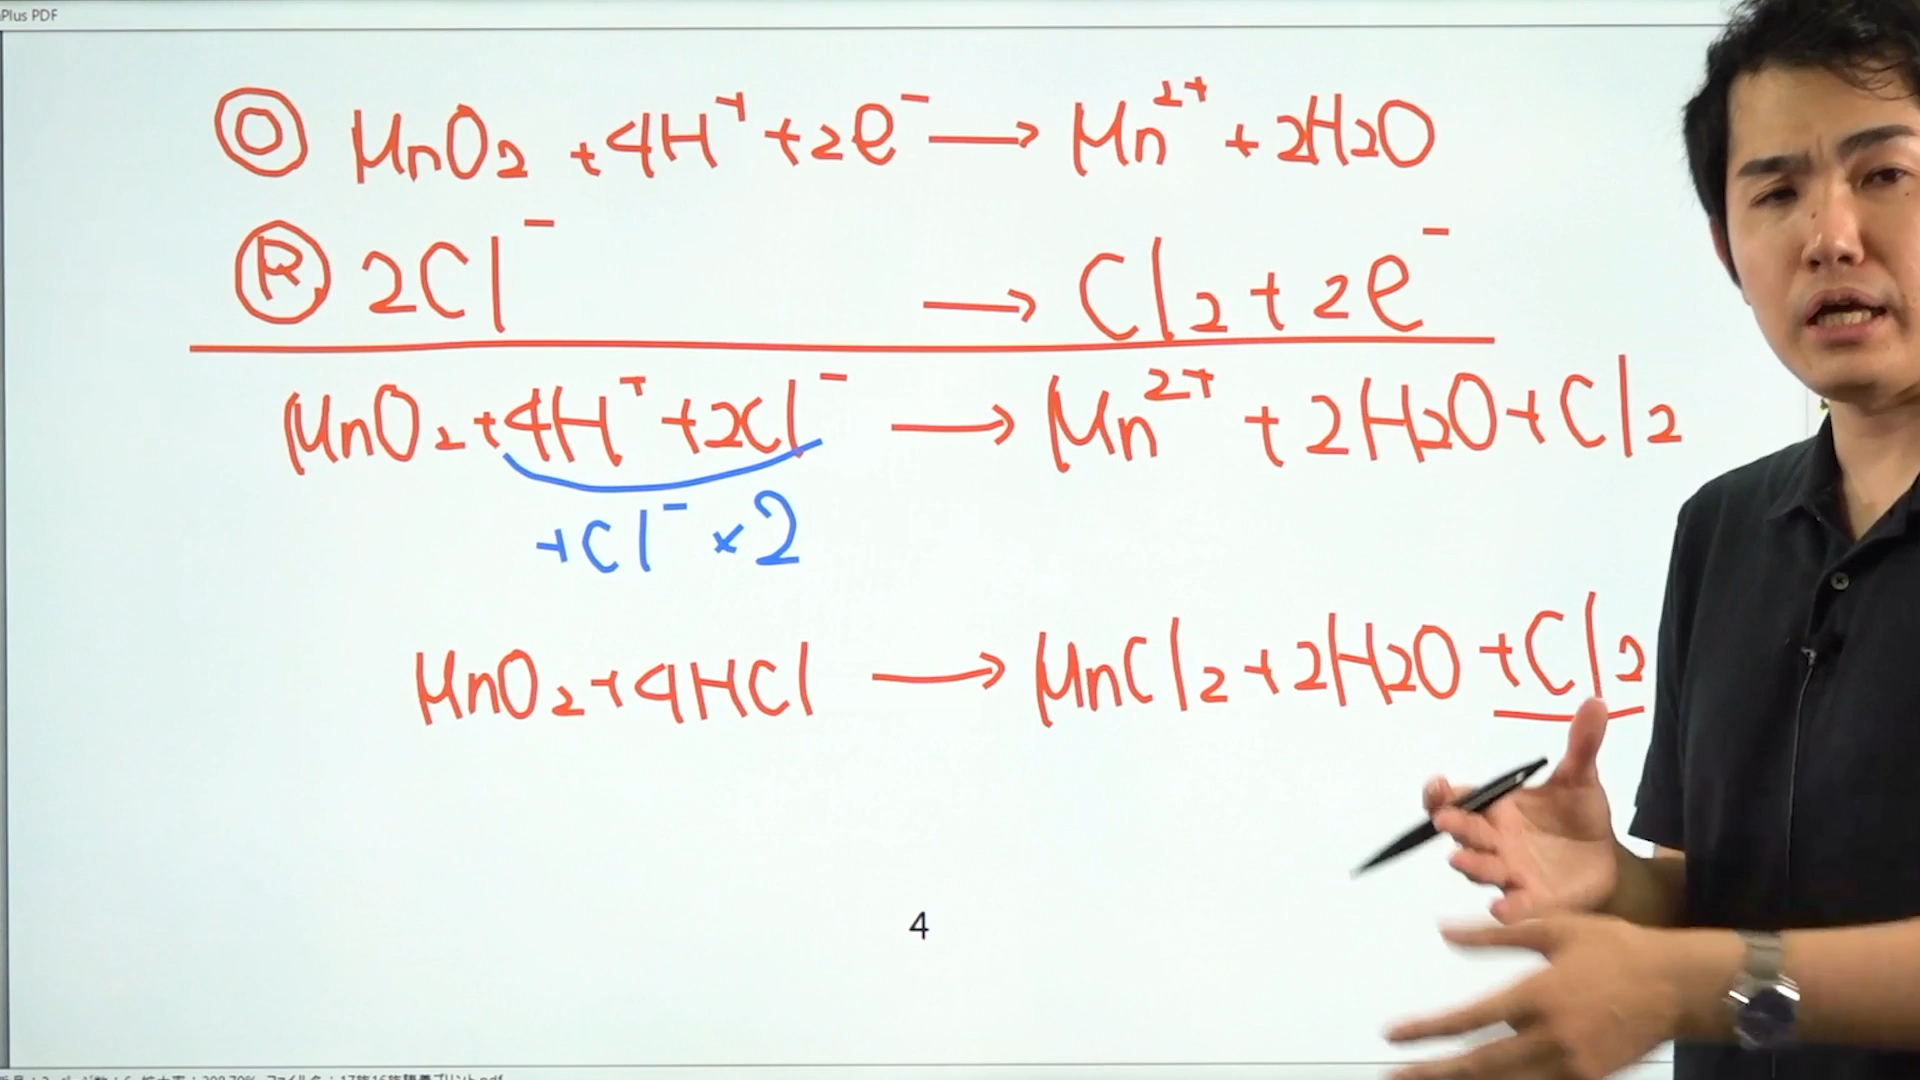 Plus PDF
Ⓞ MnO2 + 4H⁺ + 2e⁻ → Mn²⁺ + 2H2O
Ⓡ 2Cl⁻ → Cl2 + 2e⁻
MnO2 + 4H⁺ + 2Cl⁻ → Mn²⁺ + 2H2O + Cl2
+Cl⁻ × 2
MnO2 + 4HCl → MnCl2 + 2H2O + Cl2
4